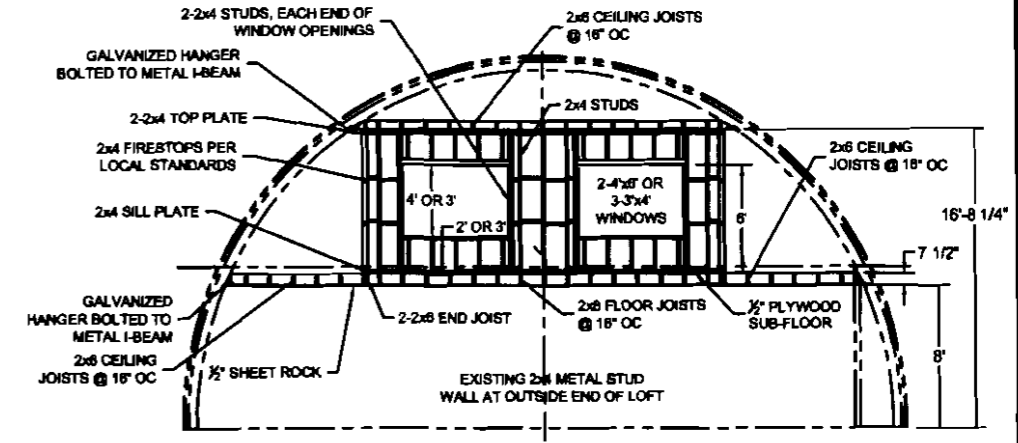 2-2x4 STUDS, EACH END OF
WINDOW OPENINGS
2x6 CEILING JOISTS
@ 16" OC
GALVANIZED HANGER
BOLTED TO METAL I-BEAM
2-2x4 TOP PLATE
2x4 STUDS
2x4 FIRESTOPS PER
LOCAL STANDARDS
2x6 CEILING
JOISTS @ 16" OC
4' OR 3'
2-4'x6' OR
3-3'x4'
WINDOWS
2x4 SILL PLATE
2' OR 3'
6'
16'-8 1/4"
7 1/2"
GALVANIZED
HANGER BOLTED TO
METAL I-BEAM
2-2x6 END JOIST
2x8 FLOOR JOISTS
@ 16" OC
½" PLYWOOD
SUB-FLOOR
2x6 CEILING
JOISTS @ 16" OC
½" SHEET ROCK
8'
EXISTING 2x4 METAL STUD
WALL AT OUTSIDE END OF LOFT